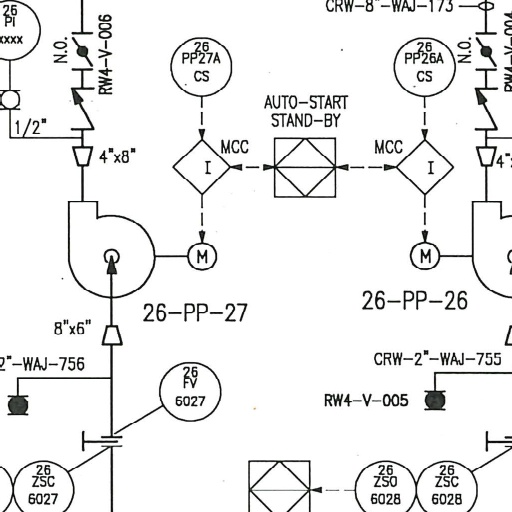 CRW-8"-WAJ-173
26
PI
xxxx
N.O.
RW4-V-006
26
PP27A
CS
26
PP26A
CS
N.O.
1/2"
4"x8"
AUTO-START
STAND-BY
MCC
MCC
I
I
4"
M
M
26-PP-27
26-PP-26
8"x6"
2"-WAJ-756
CRW-2"-WAJ-755
26
FV
6027
RW4-V-005
26
ZSC
6027
26
ZSO
6028
26
ZSC
6028